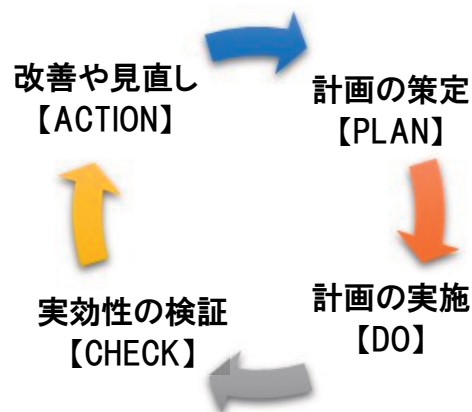 改善や見直し
【ACTION】
計画の策定
【PLAN】
計画の実施
【DO】
実効性の検証
【CHECK】